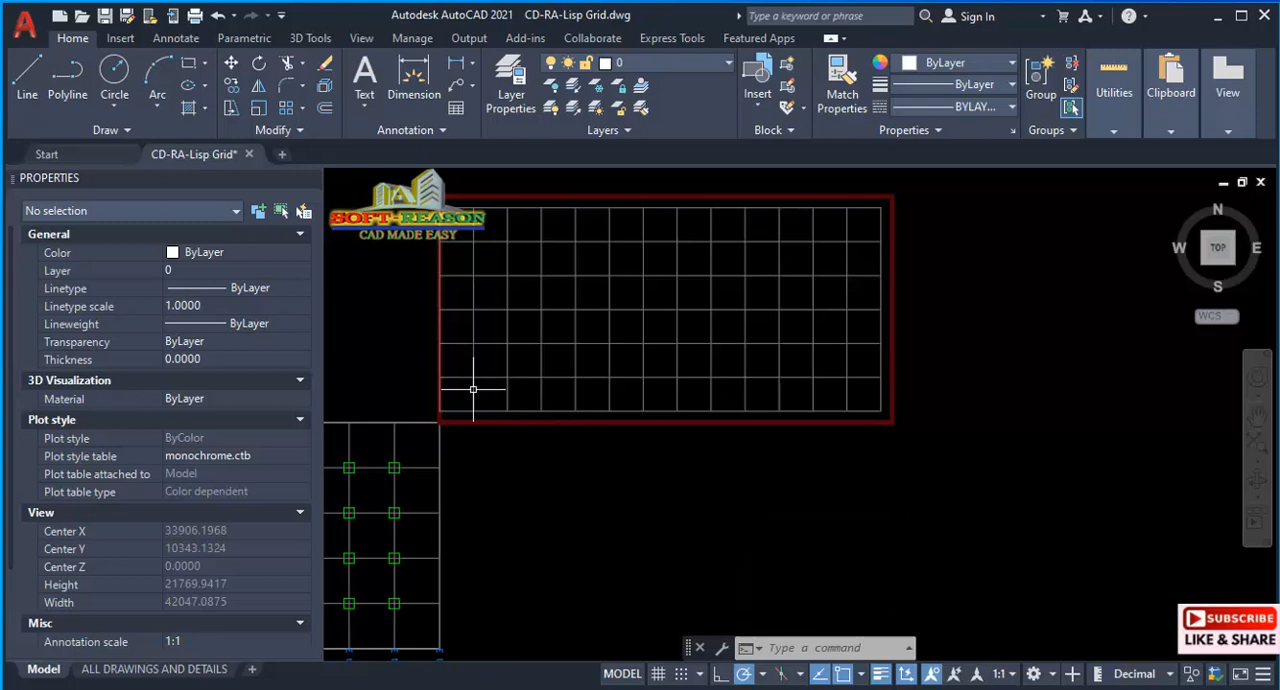 Autodesk AutoCAD 2021 CD-RA-Lisp Grid.dwg Type a keyword or phrase Sign In
Home Insert Annotate Parametric 3D Tools View Manage Output Add-ins Collaborate Express Tools Featured Apps
Line Polyline Circle Arc Text Dimension Layer Properties 0 Insert Match Properties ByLayer ByLayer BYLAY... Group Utilities Clipboard View
Draw Modify Annotation Layers Block Properties Groups
Start CD-RA-Lisp Grid*
PROPERTIES
No selection
General
Color ByLayer
Layer 0
Linetype ByLayer
Linetype scale 1.0000
Lineweight ByLayer
Transparency ByLayer
Thickness 0.0000
3D Visualization
Material ByLayer
Plot style
Plot style ByColor
Plot style table monochrome.ctb
Plot table attached to Model
Plot table type Color dependent
View
Center X 33906.1968
Center Y 10343.1324
Center Z 0.0000
Height 21769.9417
Width 42047.0875
Misc
Annotation scale 1:1
SOFT-REASON
CAD MADE EASY
N
W TOP E
S
WCS
SUBSCRIBE
LIKE & SHARE
Type a command
Model ALL DRAWINGS AND DETAILS MODEL 1:1 Decimal